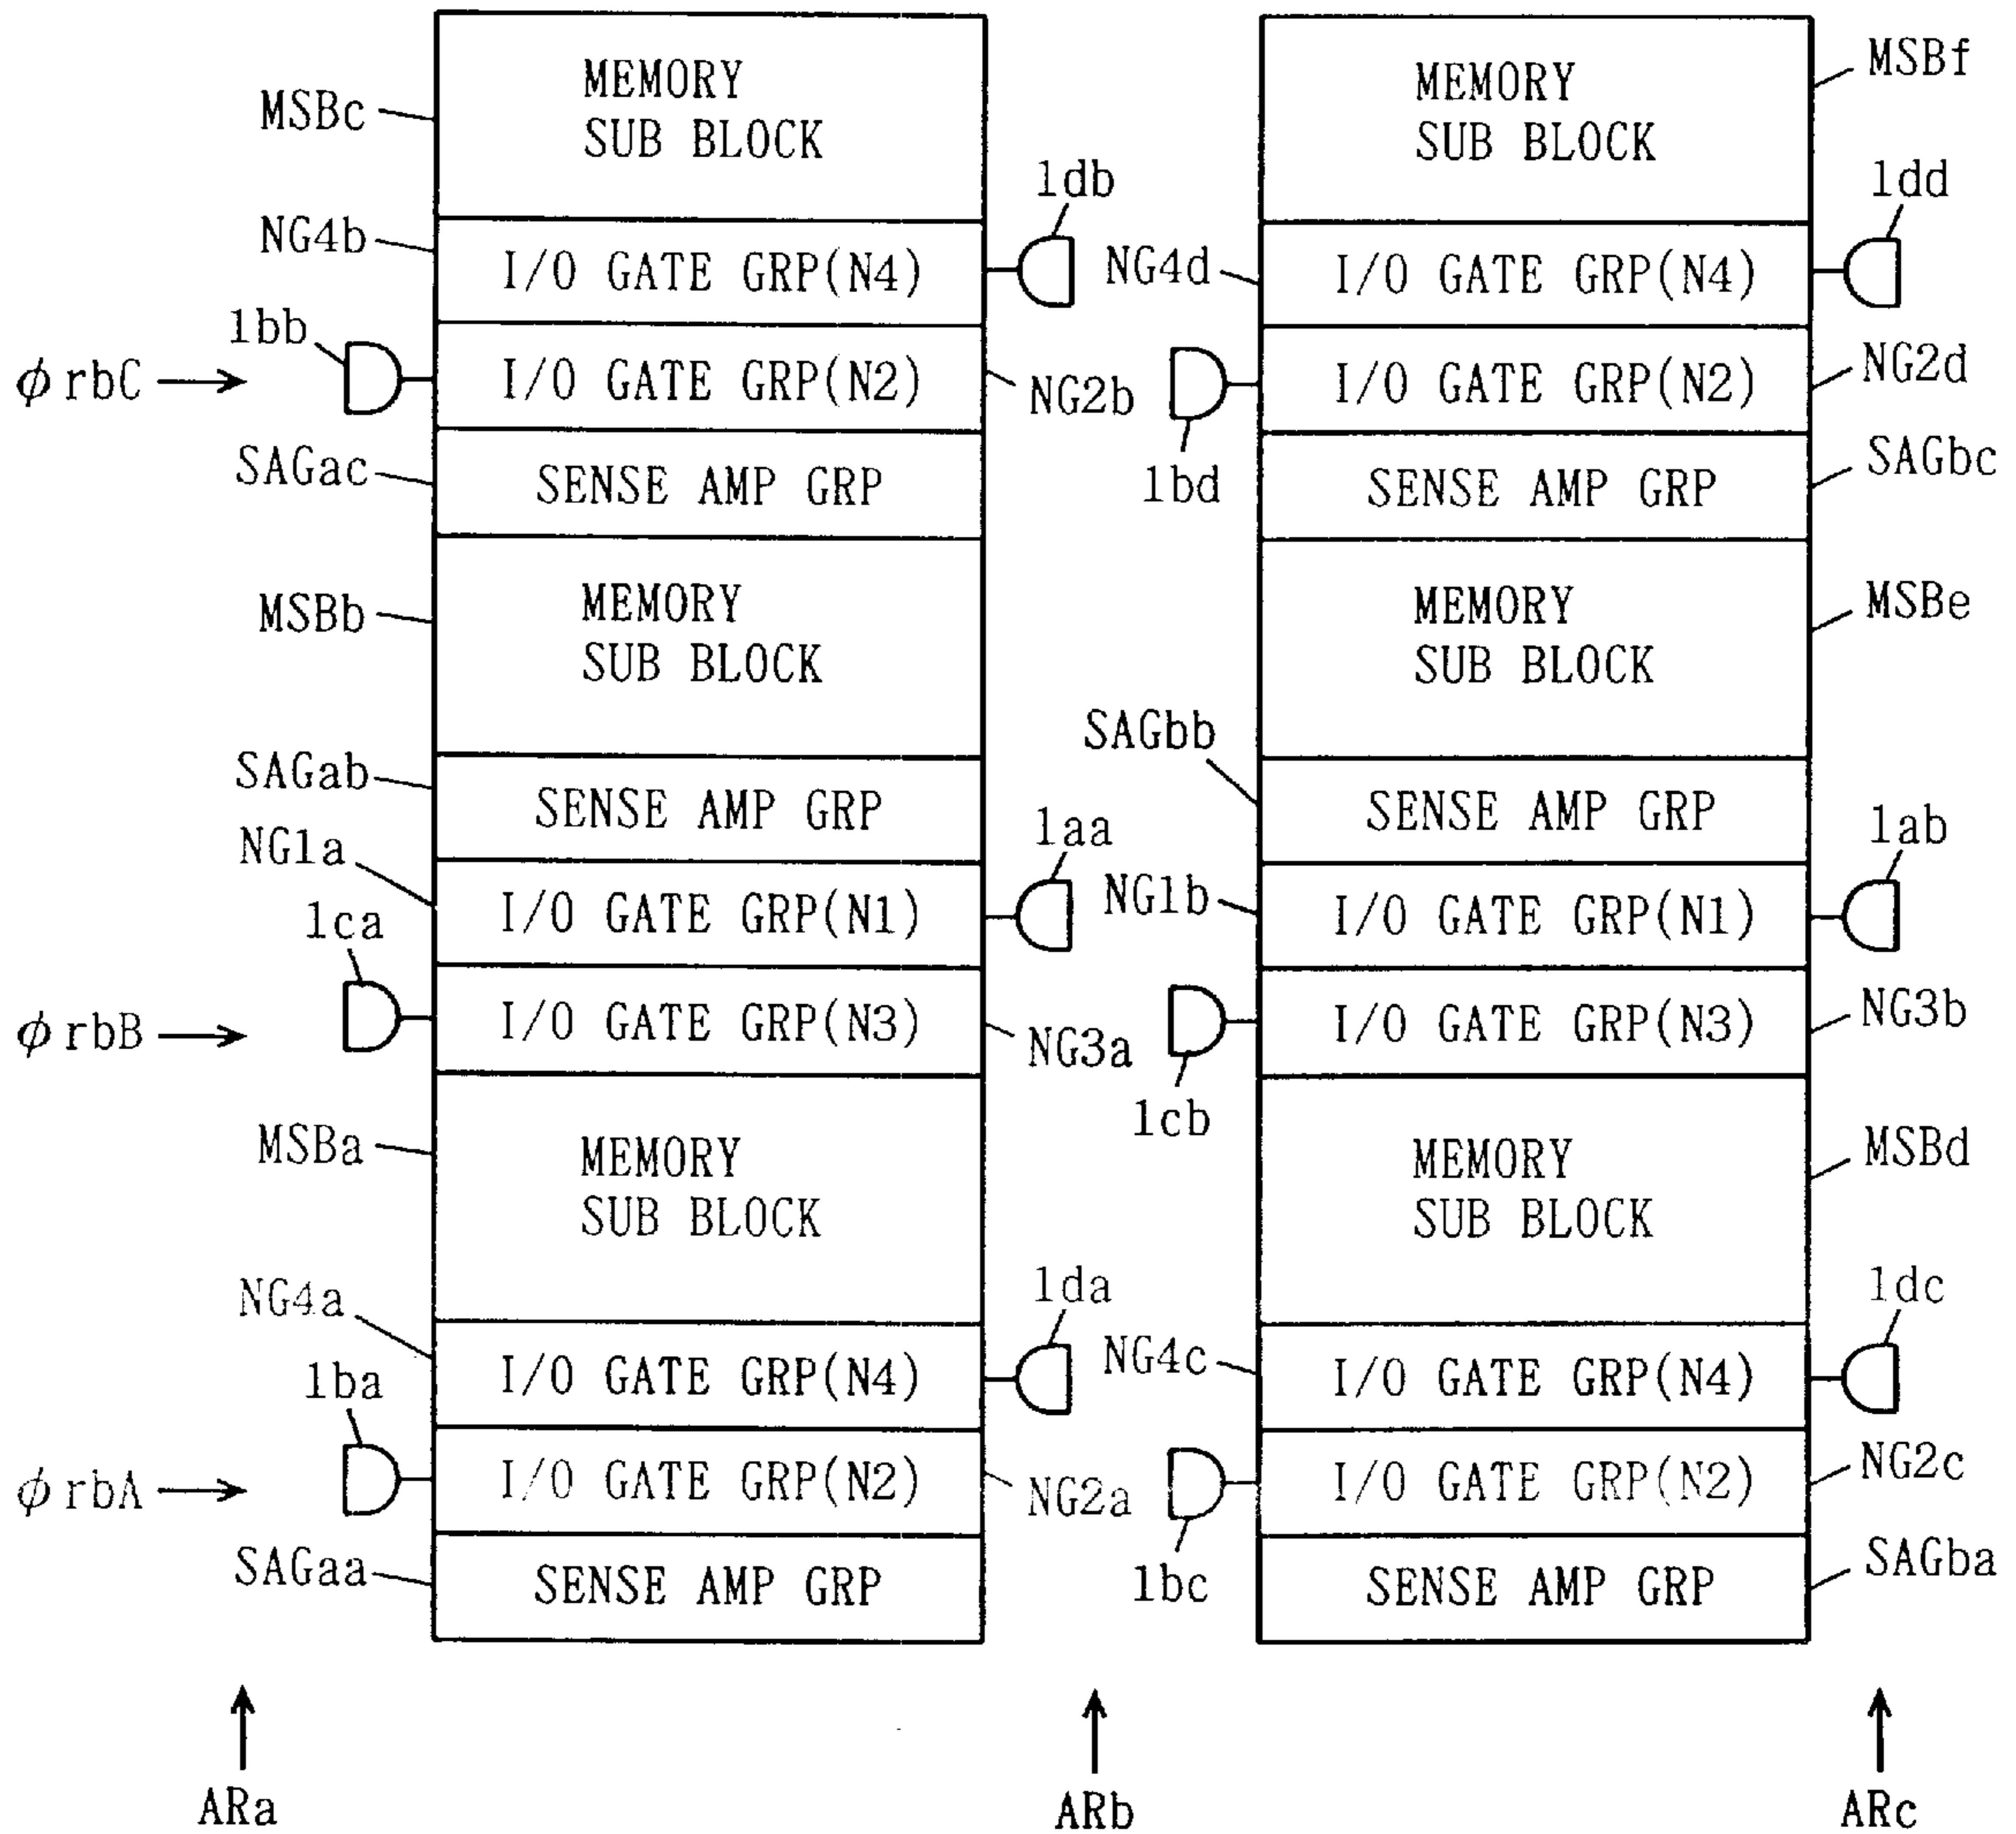 MEMORY
SUB BLOCK
MEMORY
SUB BLOCK
MSBc
MSBf
1db
1dd
NG4b
I/O GATE GRP(N4)
NG4d
I/O GATE GRP(N4)
1bb
ϕ rbC
I/O GATE GRP(N2)
NG2b
I/O GATE GRP(N2)
NG2d
SAGac
SENSE AMP GRP
1bd
SENSE AMP GRP
SAGbc
MSBb
MEMORY
SUB BLOCK
MEMORY
SUB BLOCK
MSBe
SAGbb
SAGab
SENSE AMP GRP
SENSE AMP GRP
NG1a
1aa
1ab
I/O GATE GRP(N1)
NG1b
I/O GATE GRP(N1)
1ca
ϕ rbB
I/O GATE GRP(N3)
NG3a
I/O GATE GRP(N3)
NG3b
1cb
MSBa
MEMORY
SUB BLOCK
MEMORY
SUB BLOCK
MSBd
NG4a
1da
1dc
I/O GATE GRP(N4)
NG4c
I/O GATE GRP(N4)
1ba
ϕ rbA
I/O GATE GRP(N2)
NG2a
I/O GATE GRP(N2)
NG2c
SAGaa
SENSE AMP GRP
1bc
SENSE AMP GRP
SAGba
ARa
ARb
ARc